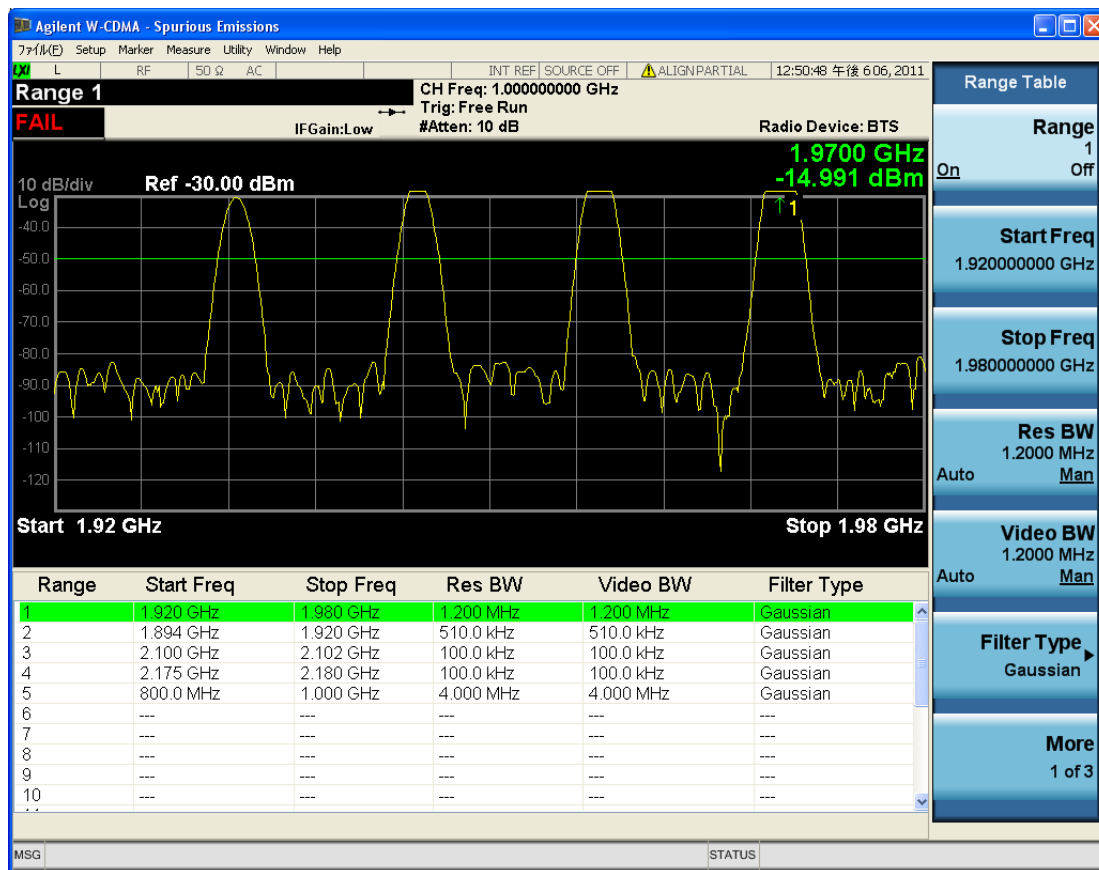 Agilent W-CDMA - Spurious Emissions
ファイル(F) Setup Marker Measure Utility Window Help
LXI L RF 50 Ω AC INT REF SOURCE OFF ALIGN PARTIAL 12:50:48 午後 6 06, 2011
Range 1
FAIL
IFGain:Low
CH Freq: 1.000000000 GHz
Trig: Free Run
#Atten: 10 dB
Radio Device: BTS
1.9700 GHz
-14.991 dBm
10 dB/div Ref -30.00 dBm
Log
1
-40.0
-50.0
-60.0
-70.0
-80.0
-90.0
-100
-110
-120
Start 1.92 GHz Stop 1.98 GHz
Range Start Freq Stop Freq Res BW Video BW Filter Type
1 1.920 GHz 1.980 GHz 1.200 MHz 1.200 MHz Gaussian
2 1.894 GHz 1.920 GHz 510.0 kHz 510.0 kHz Gaussian
3 2.100 GHz 2.102 GHz 100.0 kHz 100.0 kHz Gaussian
4 2.175 GHz 2.180 GHz 100.0 kHz 100.0 kHz Gaussian
5 800.0 MHz 1.000 GHz 4.000 MHz 4.000 MHz Gaussian
6 --- --- --- --- ---
7 --- --- --- --- ---
8 --- --- --- --- ---
9 --- --- --- --- ---
10 --- --- --- --- ---
MSG STATUS
Range Table
Range
1
On Off
Start Freq
1.920000000 GHz
Stop Freq
1.980000000 GHz
Res BW
1.2000 MHz
Auto Man
Video BW
1.2000 MHz
Auto Man
Filter Type
Gaussian
More
1 of 3